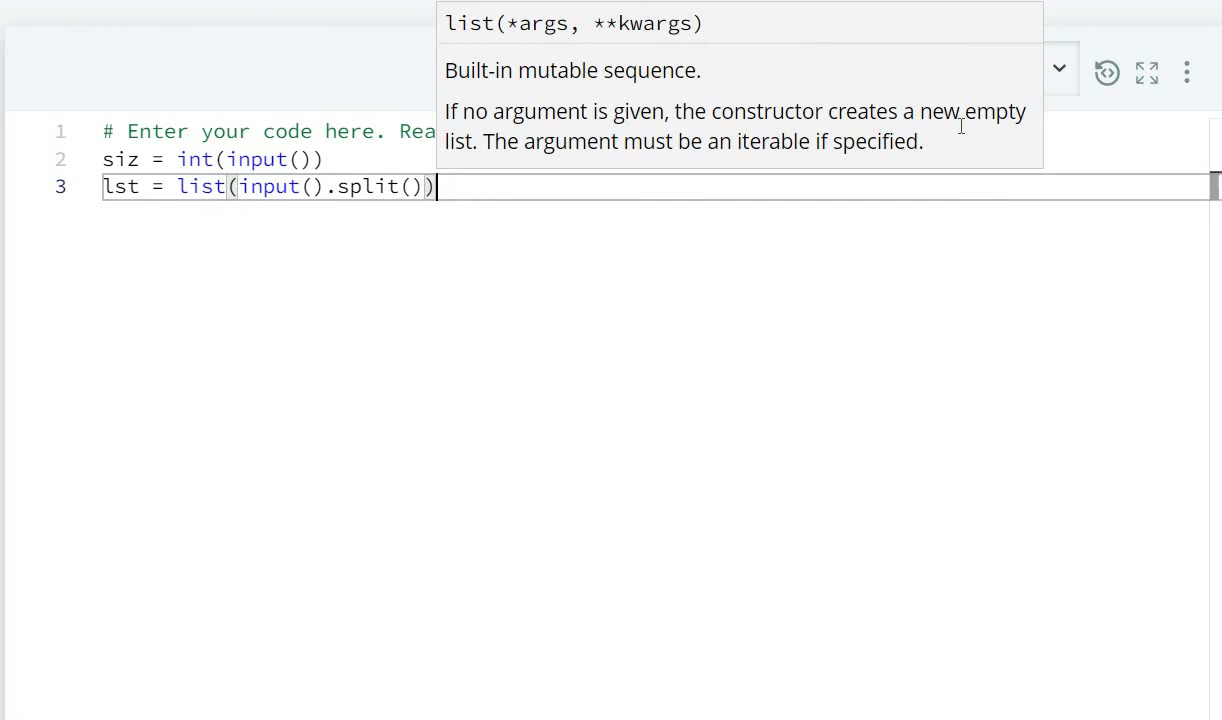 list(*args, **kwargs)
Built-in mutable sequence.
If no argument is given, the constructor creates a new empty
list. The argument must be an iterable if specified.
1 # Enter your code here. Rea
2 siz = int(input())
3 lst = list(input().split())